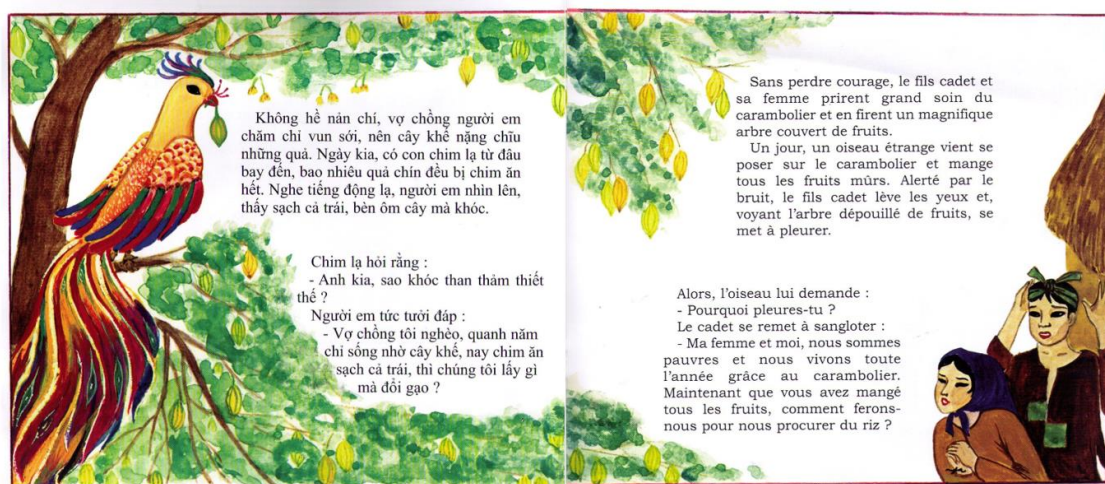 Không hề nản chí, vợ chồng người em
chăm chỉ vun sới, nên cây khế nặng chĩu
những quả. Ngày kia, có con chim lạ từ đâu
bay đến, bao nhiêu quả chín đều bị chim ăn
hết. Nghe tiếng động lạ, người em nhìn lên,
thấy sạch cả trái, bèn ôm cây mà khóc.
Chim lạ hỏi rằng :
- Anh kia, sao khóc than thảm thiết
thế ?
Người em tức tưởi đáp :
- Vợ chồng tôi nghèo, quanh năm
chỉ sống nhờ cây khế, nay chim ăn
sạch cả trái, thì chúng tôi lấy gì
mà đổi gạo ?
Sans perdre courage, le fils cadet et
sa femme prirent grand soin du
carambolier et en firent un magnifique
arbre couvert de fruits.
Un jour, un oiseau étrange vient se
poser sur le carambolier et mange
tous les fruits mûrs. Alerté par le
bruit, le fils cadet lève les yeux et,
voyant l'arbre dépouillé de fruits, se
met à pleurer.
Alors, l'oiseau lui demande :
- Pourquoi pleures-tu ?
Le cadet se remet à sangloter :
- Ma femme et moi, nous sommes
pauvres et nous vivons toute
l'année grâce au carambolier.
Maintenant que vous avez mangé
tous les fruits, comment ferons-
nous pour nous procurer du riz ?